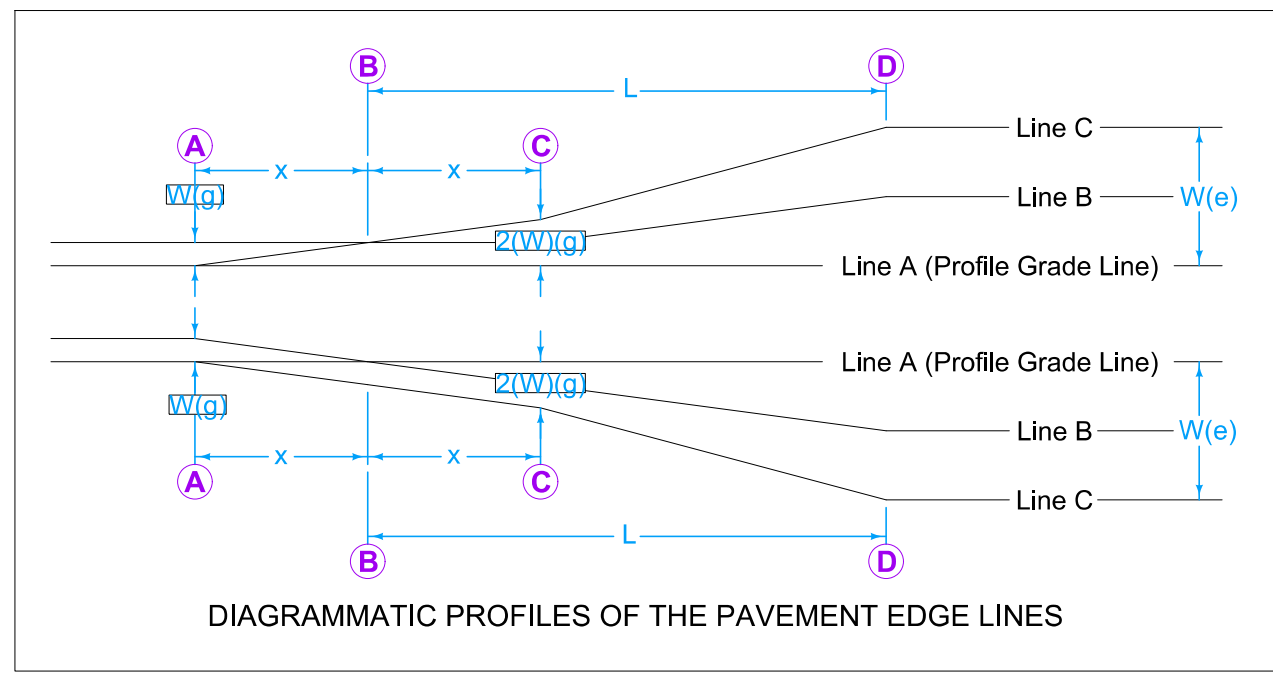 B D
L
A C
x x
W(g)
Line C
Line B
W(e)
2(W)(g)
Line A (Profile Grade Line)
Line A (Profile Grade Line)
2(W)(g)
W(g)
Line B
W(e)
x x
A C
Line C
L
B D
DIAGRAMMATIC PROFILES OF THE PAVEMENT EDGE LINES